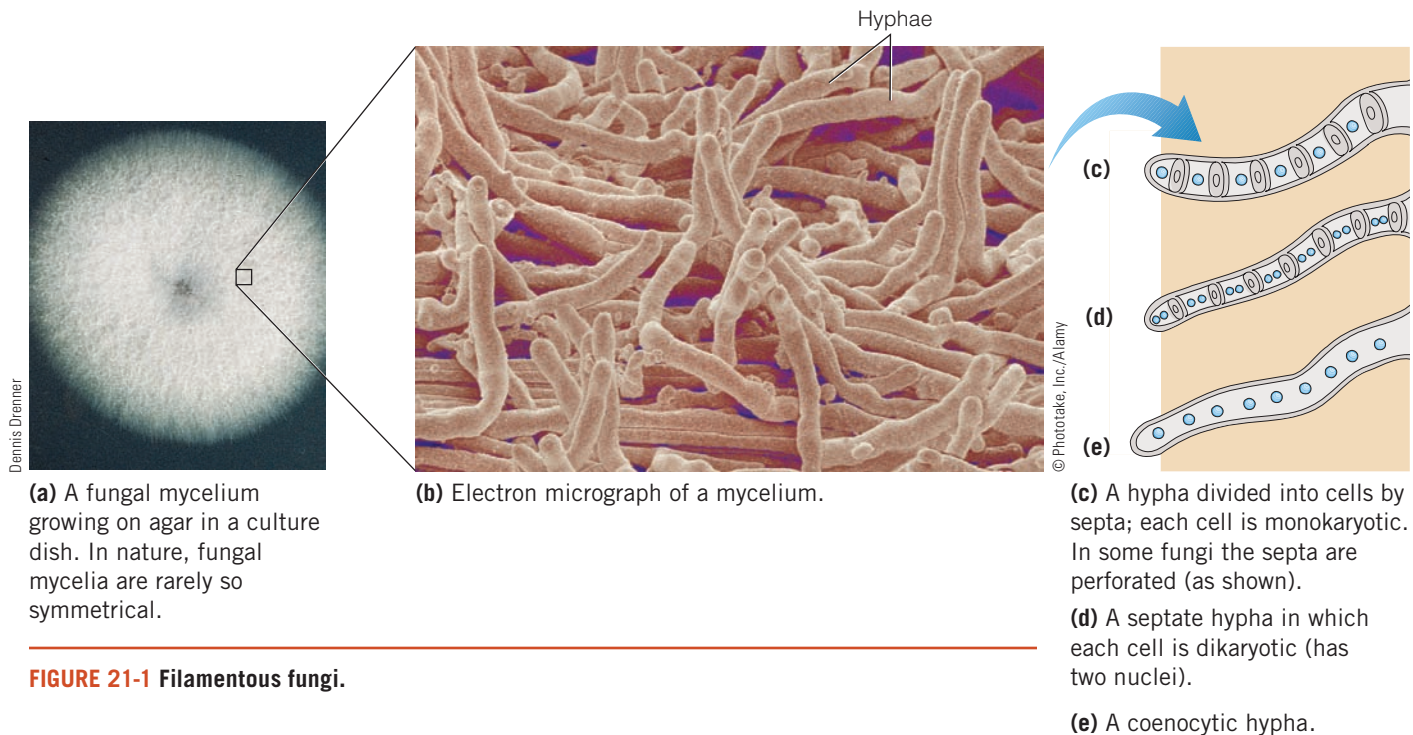 Hyphae
Dennis Drenner
© Phototake, Inc./Alamy
(c)
(d)
(e)
(a) A fungal mycelium
growing on agar in a culture
dish. In nature, fungal
mycelia are rarely so
symmetrical.
(b) Electron micrograph of a mycelium.
(c) A hypha divided into cells by
septa; each cell is monokaryotic.
In some fungi the septa are
perforated (as shown).
(d) A septate hypha in which
each cell is dikaryotic (has
two nuclei).
(e) A coenocytic hypha.
FIGURE 21-1 Filamentous fungi.